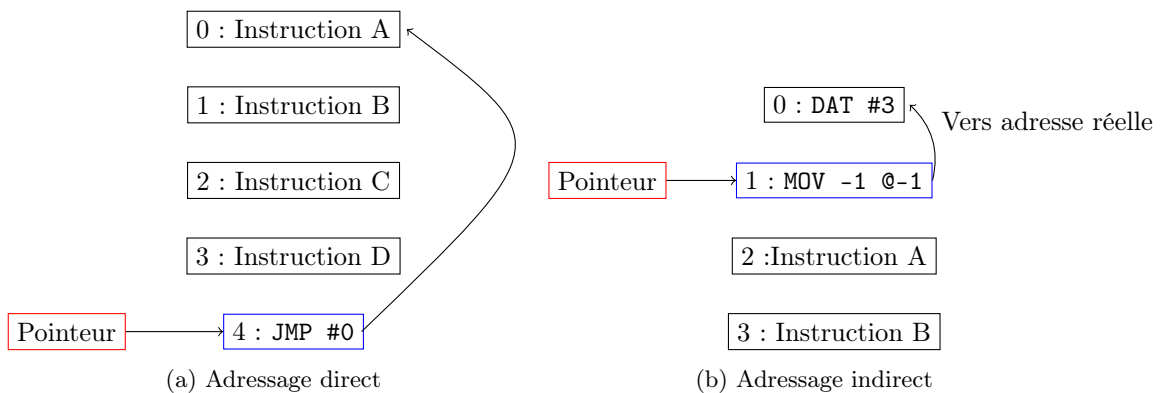 0 : Instruction A
1 : Instruction B
2 : Instruction C
3 : Instruction D
Pointeur
4 : JMP #0
(a) Adressage direct
0 : DAT #3
Vers adresse réelle
Pointeur
1 : MOV -1 @-1
2 :Instruction A
3 : Instruction B
(b) Adressage indirect